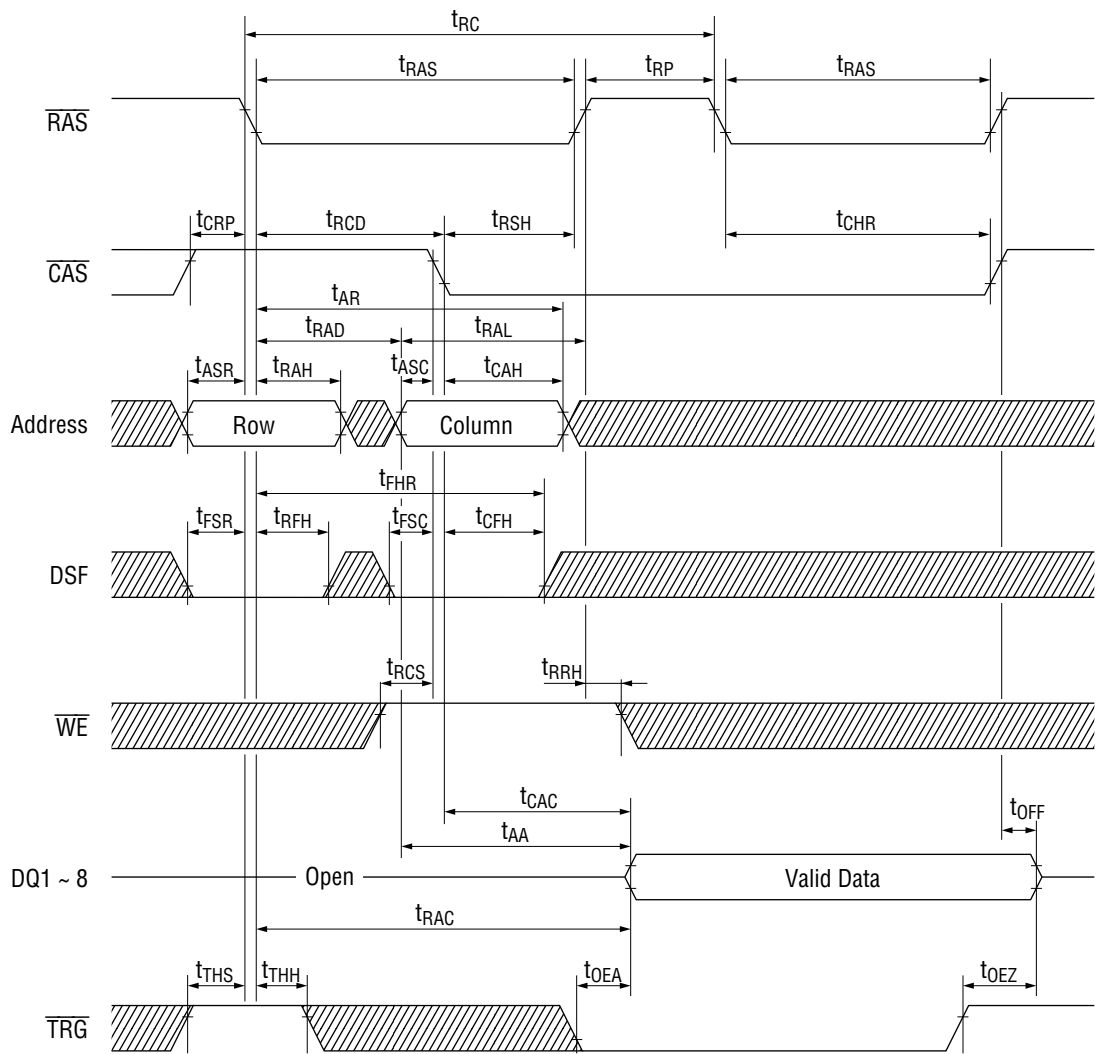 tRC
tRAS tRP tRAS
RAS
tCRP tRCD tRSH tCHR
CAS
tAR
tRAD tRAL
tASR tRAH tASC tCAH
Address Row Column
tFHR
tFSR tRFH tFSC tCFH
DSF
tRCS tRRH
WE
tCAC tOFF
tAA
DQ1 ~ 8 Open Valid Data
tRAC
tTHS tTHH tOEA tOEZ
TRG